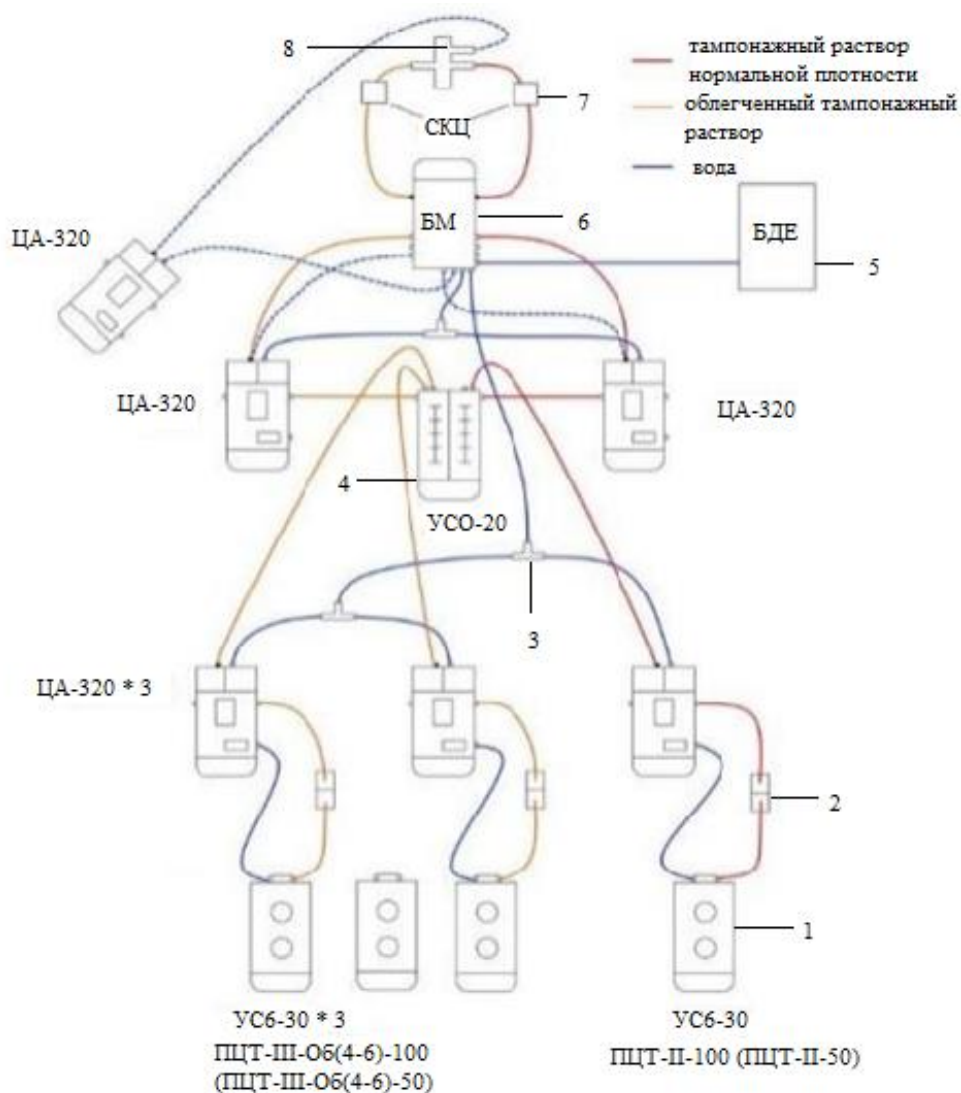 8
тампонажный раствор
нормальной плотности
облегченный тампонажный
раствор
вода
7
СКЦ
БМ
6
БДЕ
5
ЦА-320
ЦА-320
ЦА-320
4
УСО-20
3
ЦА-320 * 3
2
1
УС6-30 * 3
ПЦТ-III-Об(4-6)-100
(ПЦТ-III-Об(4-6)-50)
УС6-30
ПЦТ-II-100 (ПЦТ-II-50)